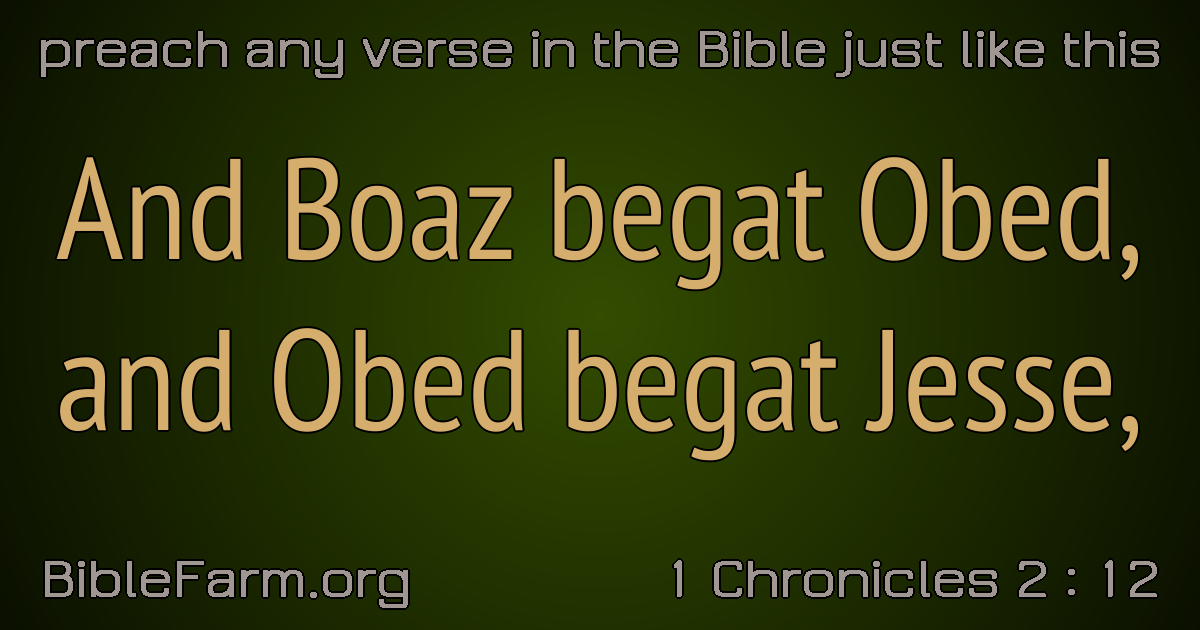 preach any verse in the Bible just like this
And Boaz begat Obed,
and Obed begat Jesse,
BibleFarm.org
1 Chronicles 2 : 12